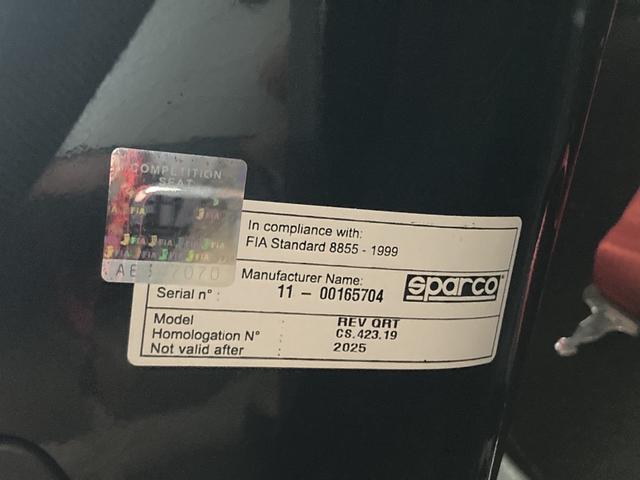 COMPETITION
SEAT
FIA
In compliance with:
FIA Standard 8855 - 1999
Manufacturer Name:
sparco
Serial n° : 11 - 00165704
Model : REV QRT
Homologation N° : CS.423.19
Not valid after : 2025